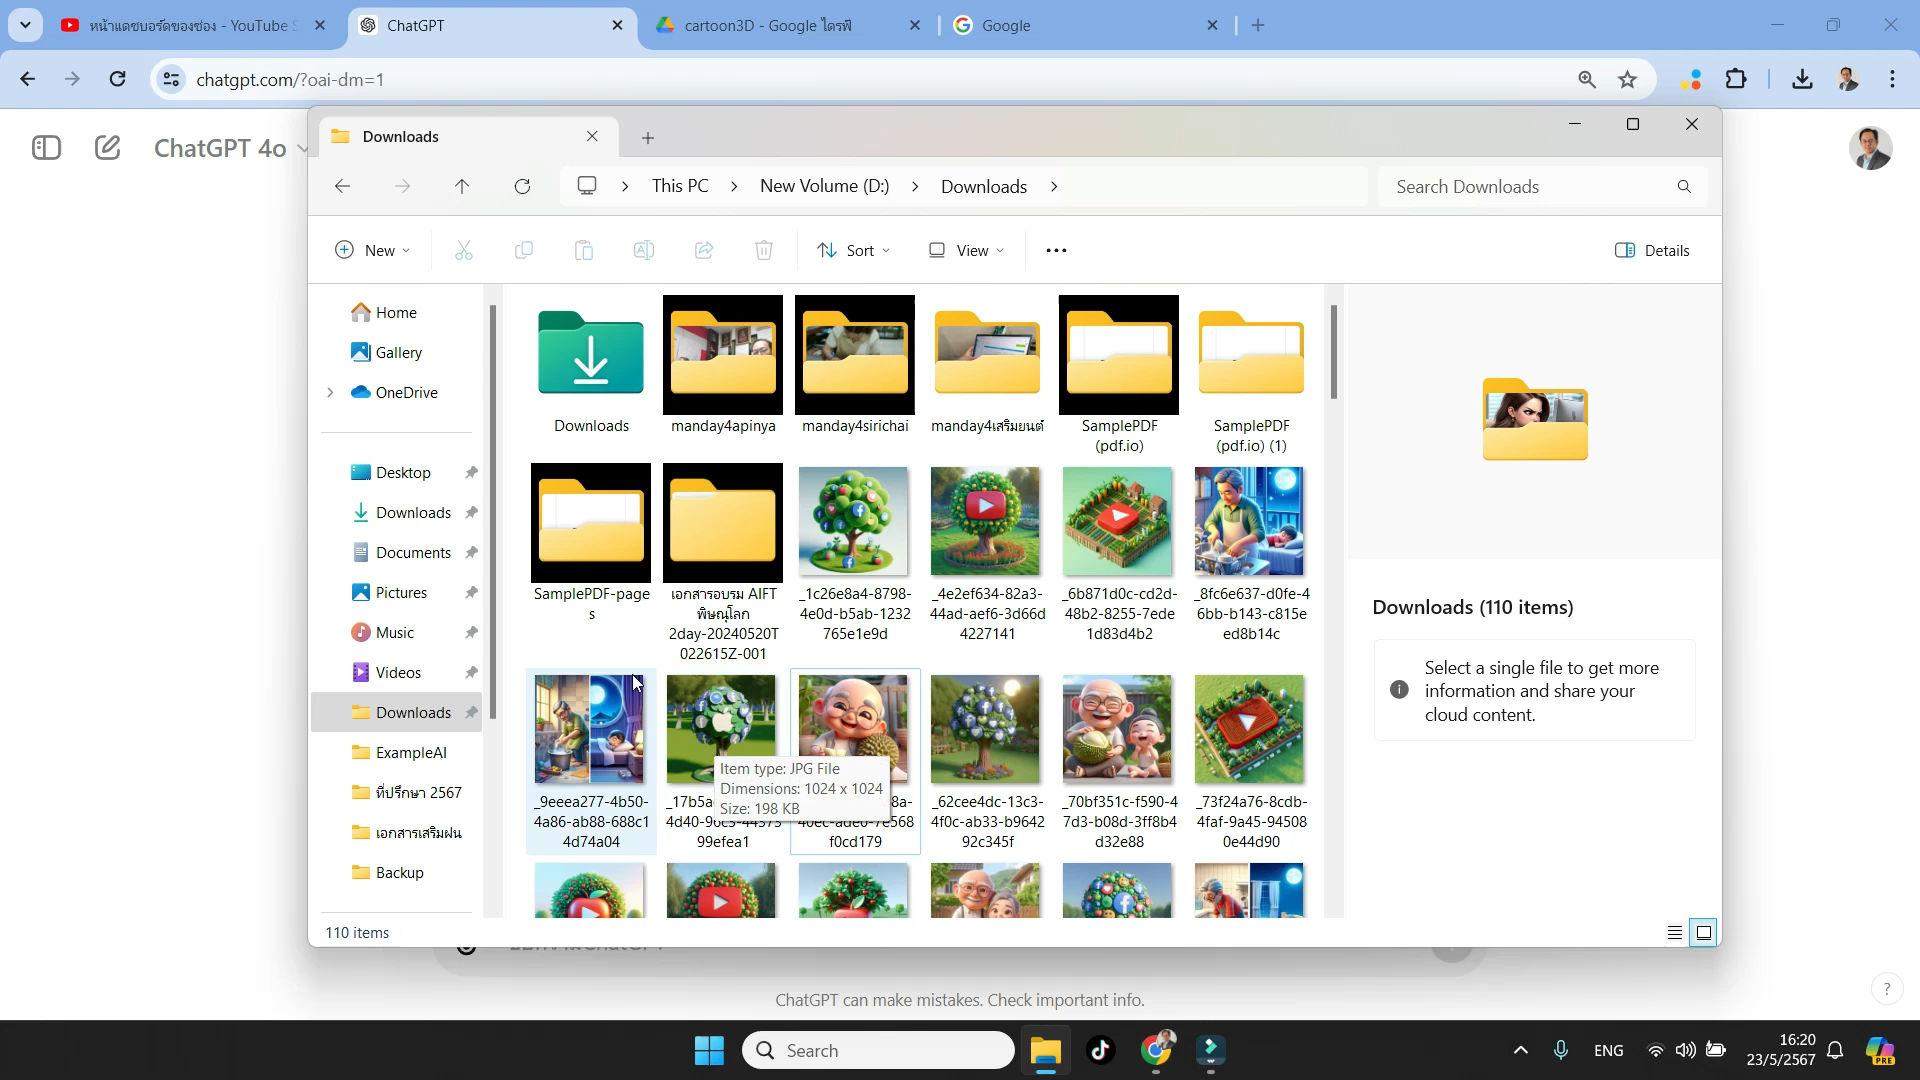 หน้าแดชบอร์ดของช่อง - YouTube S
ChatGPT
cartoon3D - Google ไดรฟ์
Google
chatgpt.com/?oai-dm=1
ChatGPT 4o
Downloads
This PC
New Volume (D:)
Downloads
Search Downloads
New
Sort
View
Details
Home
Gallery
OneDrive
Desktop
Downloads
Documents
Pictures
Music
Videos
Downloads
ExampleAI
ที่ปรึกษา 2567
เอกสารเสริมฝน
Backup
Downloads
manday4apinya
manday4sirichai
manday4เสริมยนต์
SamplePDF
(pdf.io)
SamplePDF
(pdf.io) (1)
SamplePDF-page
s
เอกสารอบรม AIFT
พิษณุโลก
2day-20240520T
022615Z-001
_1c26e8a4-8798-
4e0d-b5ab-1232
765e1e9d
_4e2ef634-82a3-
44ad-aef6-3d66d
4227141
_6b871d0c-cd2d-
48b2-8255-7ede
1d83d4b2
_8fc6e637-d0fe-4
6bb-b143-c815e
ed8b14c
_9eeea277-4b50-
4a86-ab88-688c1
4d74a04
_17b5a
99efea1
Item type: JPG File
Dimensions: 1024 x 1024
Size: 198 KB
8a-
f0cd179
_62cee4dc-13c3-
4f0c-ab33-b9642
92c345f
_70bf351c-f590-4
7d3-b08d-3ff8b4
d32e88
_73f24a76-8cdb-
4faf-9a45-94508
0e44d90
Downloads (110 items)
Select a single file to get more
information and share your
cloud content.
110 items
ChatGPT can make mistakes. Check important info.
?
Search
ENG
16:20
23/5/2567
PRE